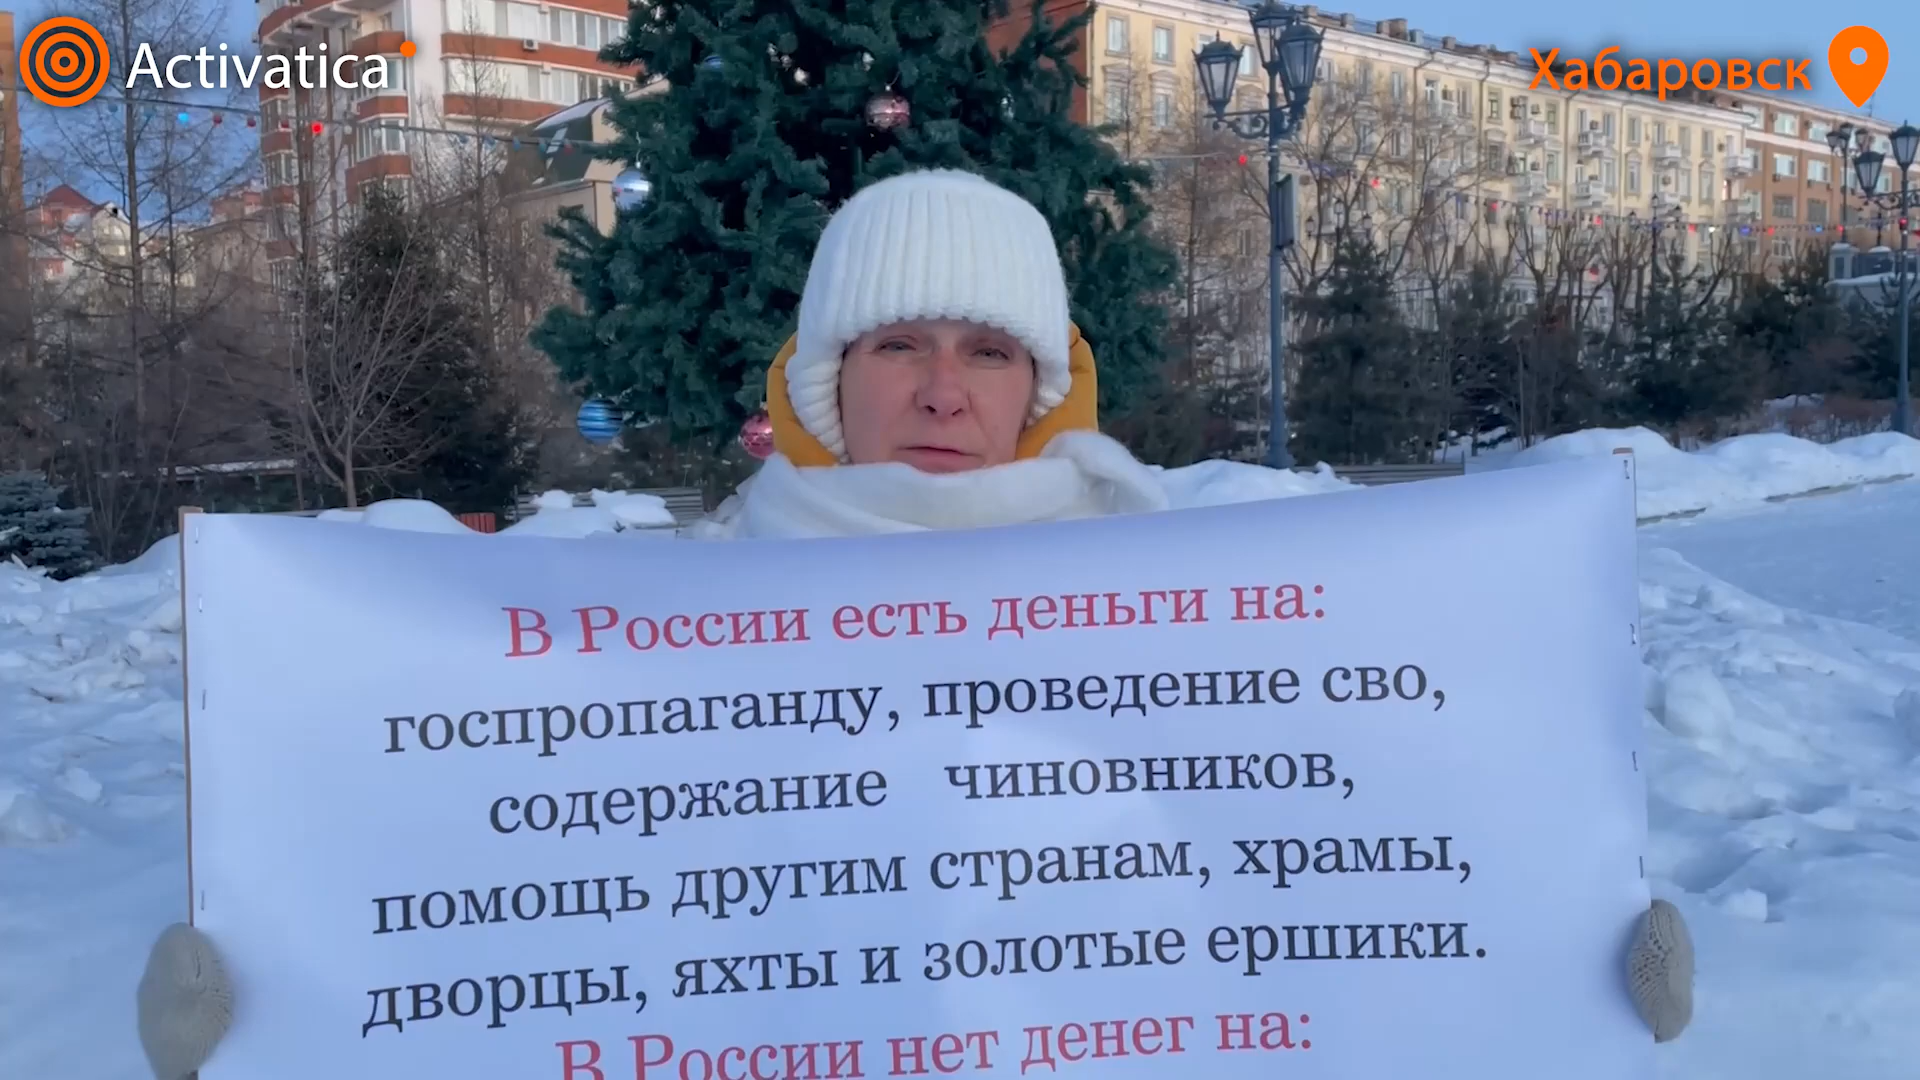 Activatica
Хабаровск
В России есть деньги на:
госпропаганду, проведение сво,
содержание чиновников,
помощь другим странам, храмы,
дворцы, яхты и золотые ершики.
В России нет денег на: